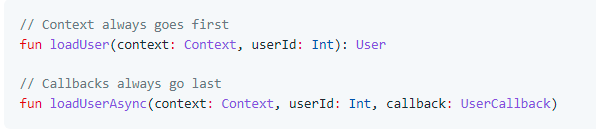 // Context always goes first
fun loadUser(context: Context, userId: Int): User
// Callbacks always go last
fun loadUserAsync(context: Context, userId: Int, callback: UserCallback)